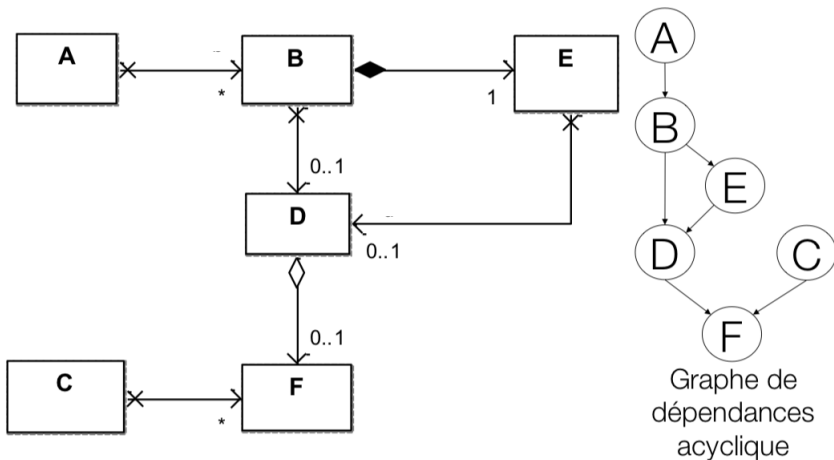 A
B
E
*
1
0..1
D
0..1
0..1
C
F
*
A
B
E
D
C
F
Graphe de
dépendances
acyclique